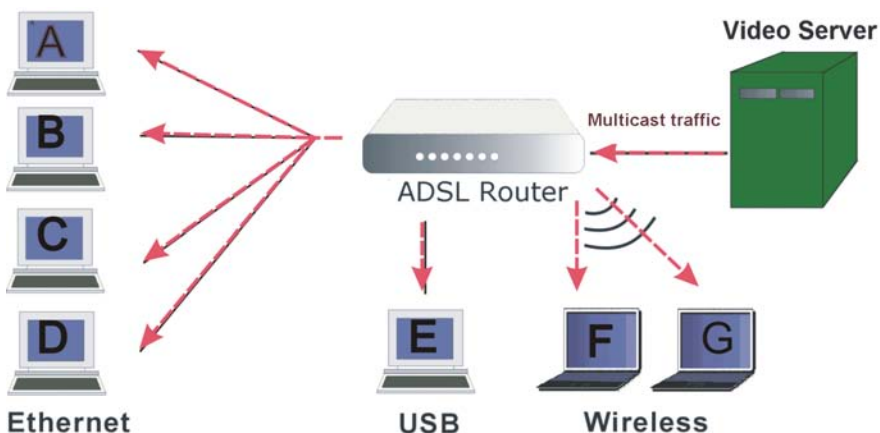 Video Server
A
B
C
D
Multicast traffic
ADSL Router
E
F
G
Ethernet
USB
Wireless